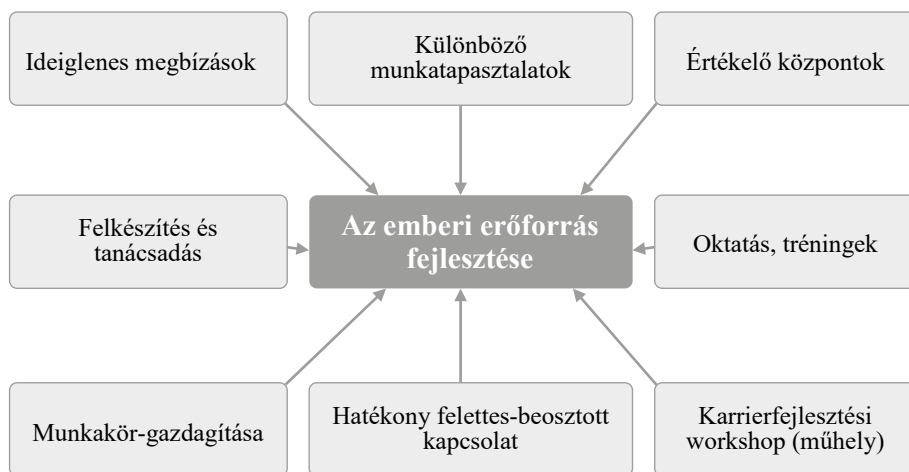 Ideiglenes megbízások
Különböző
munkatapasztalatok
Értékelő központok
Felkészítés és
tanácsadás
Az emberi erőforrás
fejlesztése
Oktatás, tréningek
Munkakör-gazdagítása
Hatékony felettes-beosztott
kapcsolat
Karrierfejlesztési
workshop (műhely)